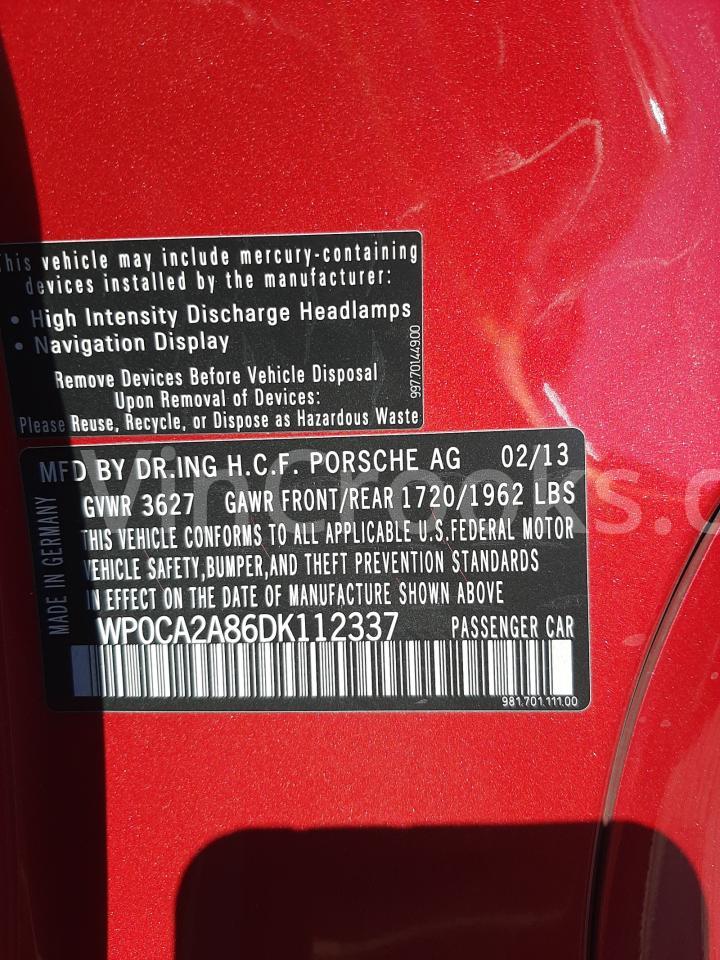 This vehicle may include mercury-containing
devices installed by the manufacturer:
• High Intensity Discharge Headlamps
• Navigation Display
Remove Devices Before Vehicle Disposal
Upon Removal of Devices:
Please Reuse, Recycle, or Dispose as Hazardous Waste
997.701.449.00
MFD BY DR.ING H.C.F. PORSCHE AG 02/13
GVWR 3627 GAWR FRONT/REAR 1720/1962 LBS
THIS VEHICLE CONFORMS TO ALL APPLICABLE U.S.FEDERAL MOTOR
VEHICLE SAFETY,BUMPER,AND THEFT PREVENTION STANDARDS
IN EFFECT ON THE DATE OF MANUFACTURE SHOWN ABOVE
WP0CA2A86DK112337 PASSENGER CAR
981.701.111.00
MADE IN GERMANY
VinCrooks.c